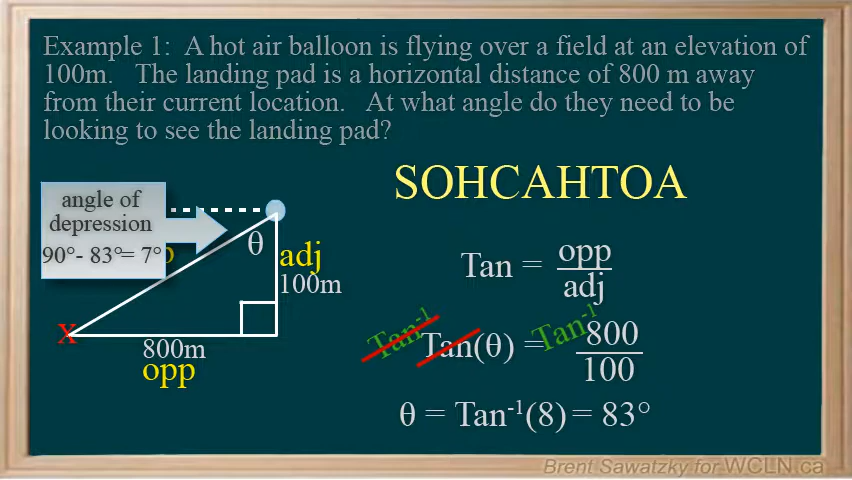 Example 1: A hot air balloon is flying over a field at an elevation of
100m. The landing pad is a horizontal distance of 800 m away
from their current location. At what angle do they need to be
looking to see the landing pad?
SOHCAHTOA
angle of
depression
90°- 83°= 7°
θ
adj
100m
X
800m
opp
Tan = opp
adj
Tan⁻¹ Tan(θ) = Tan⁻¹ 800
100
θ = Tan⁻¹(8) = 83°
Brent Sawatzky for WCLN.ca